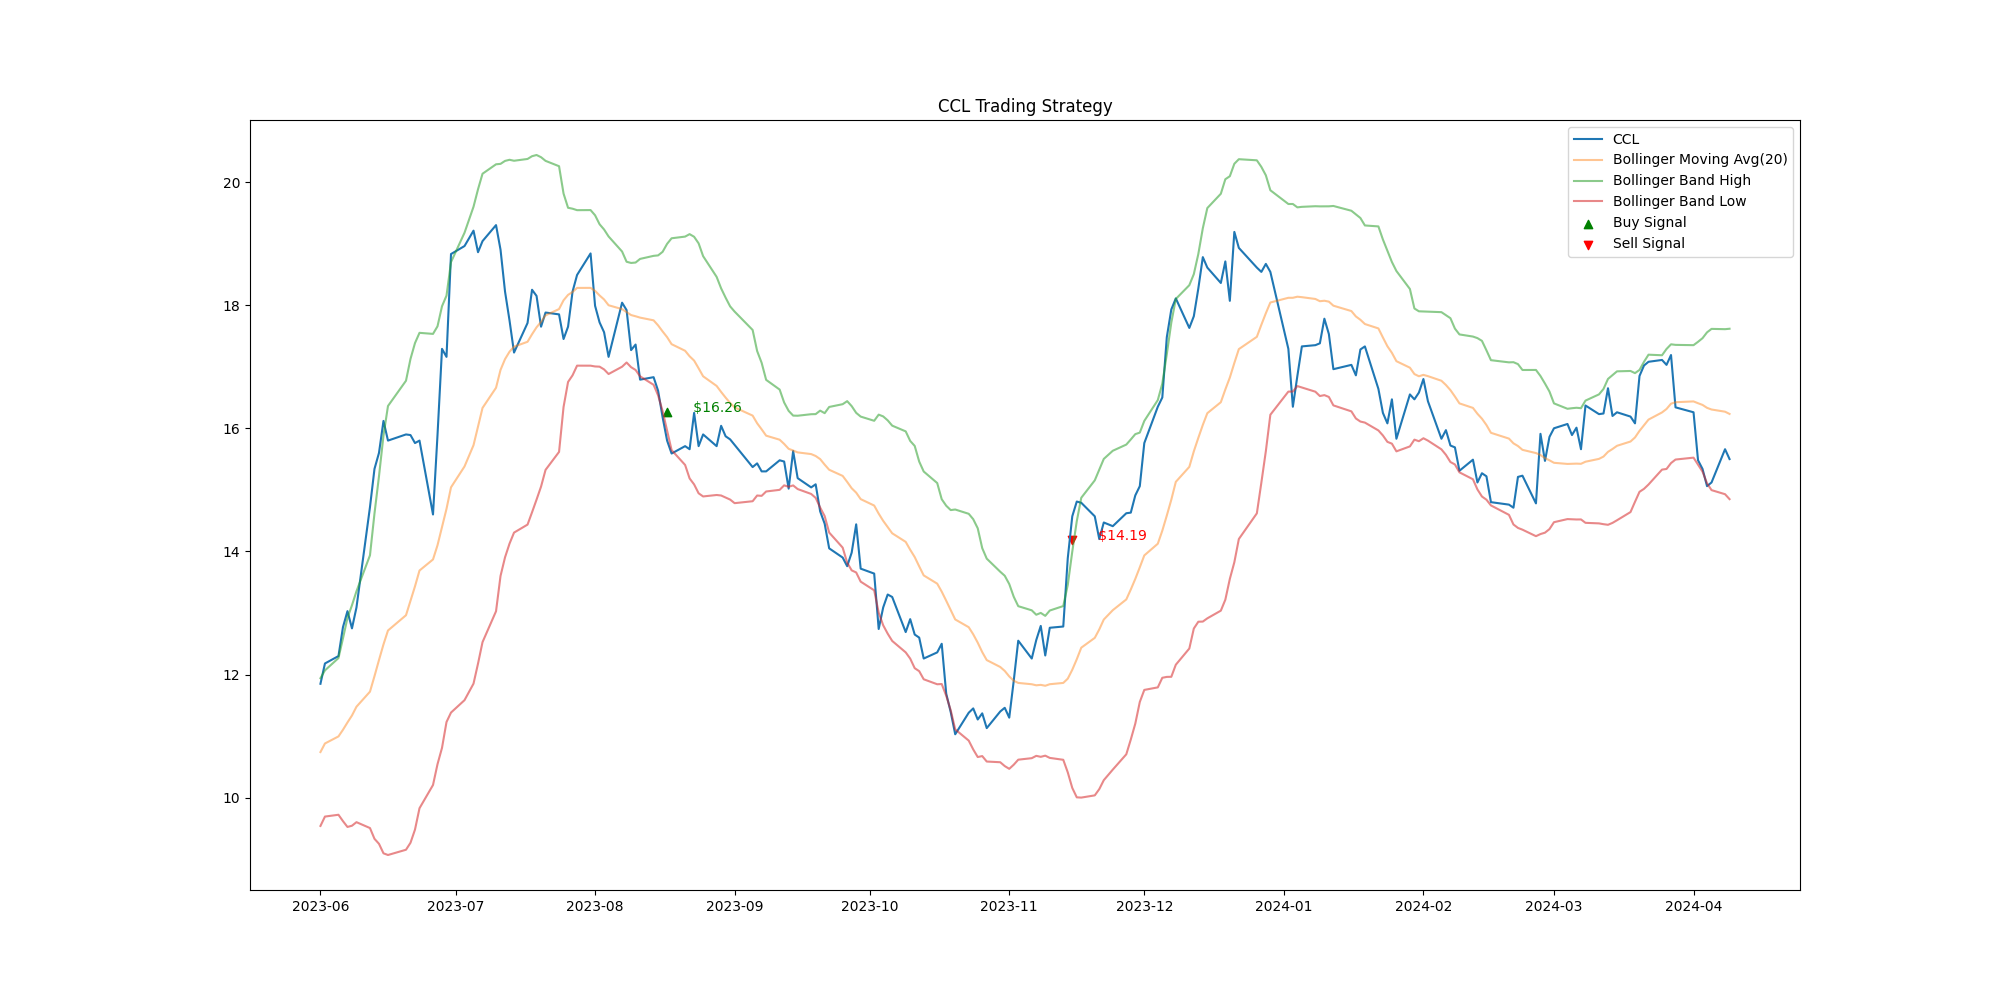 CCL Trading Strategy
CCL
Bollinger Moving Avg(20)
Bollinger Band High
Bollinger Band Low
Buy Signal
Sell Signal
20
18
16
14
12
10
$16.26
$14.19
2023-06 2023-07 2023-08 2023-09 2023-10 2023-11 2023-12 2024-01 2024-02 2024-03 2024-04